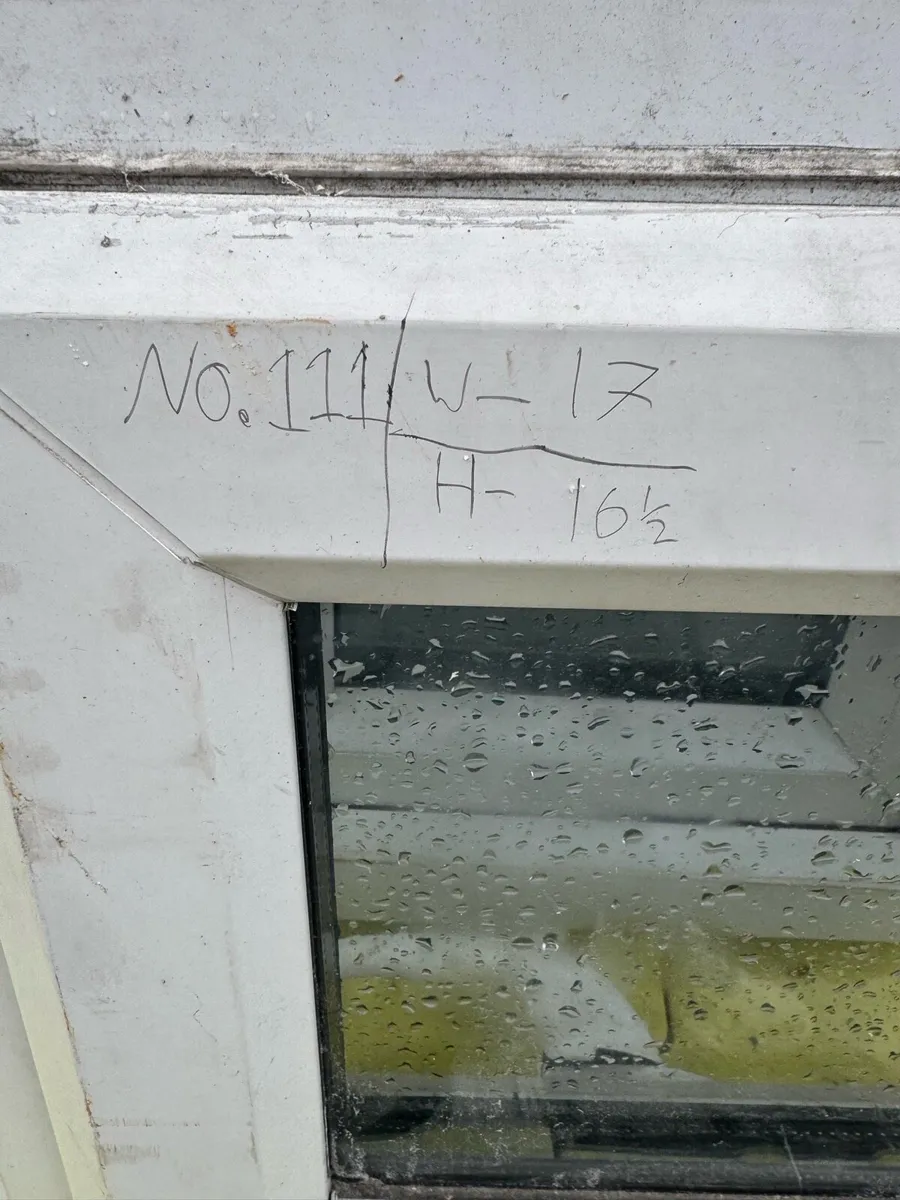 No. 111
W- 17
H- 16½